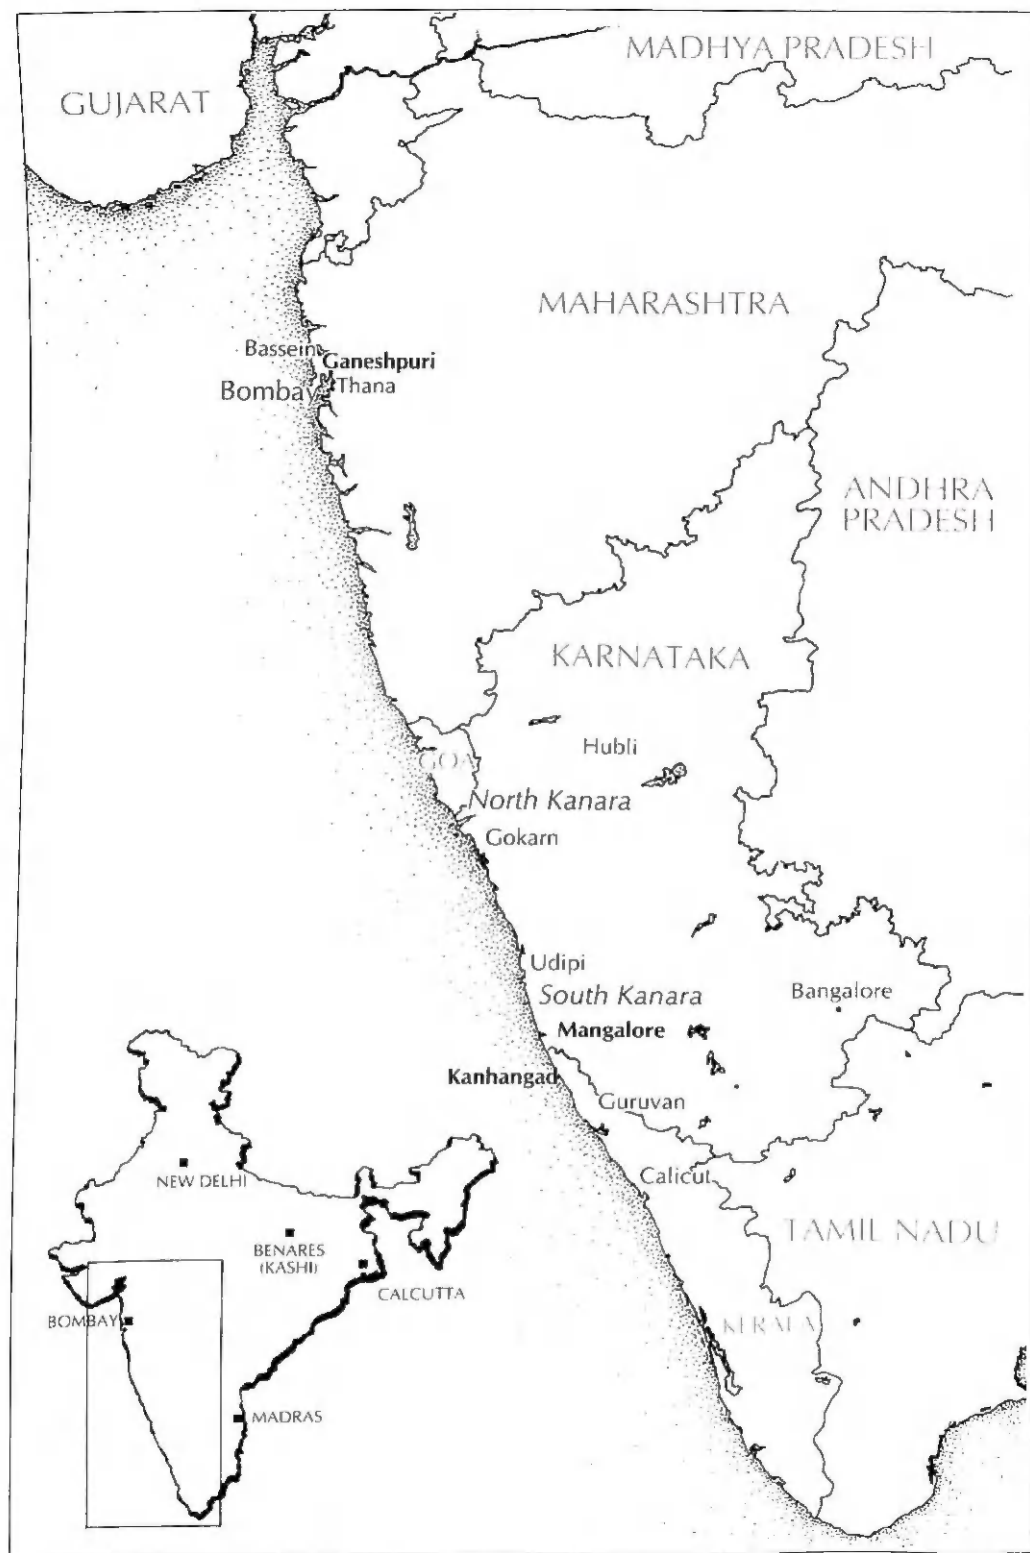 MADHYA PRADESH
GUJARAT
MAHARASHTRA
Bassein
Ganeshpuri
Bombay
Thana
ANDHRA
PRADESH
KARNATAKA
Hubli
GOA
North Kanara
Gokarn
Udipi
South Kanara
Bangalore
Mangalore
Kanhangad
Guruvan
Calicut
TAMIL NADU
KERALA
NEW DELHI
BENARES
(KASHI)
CALCUTTA
BOMBAY
MADRAS